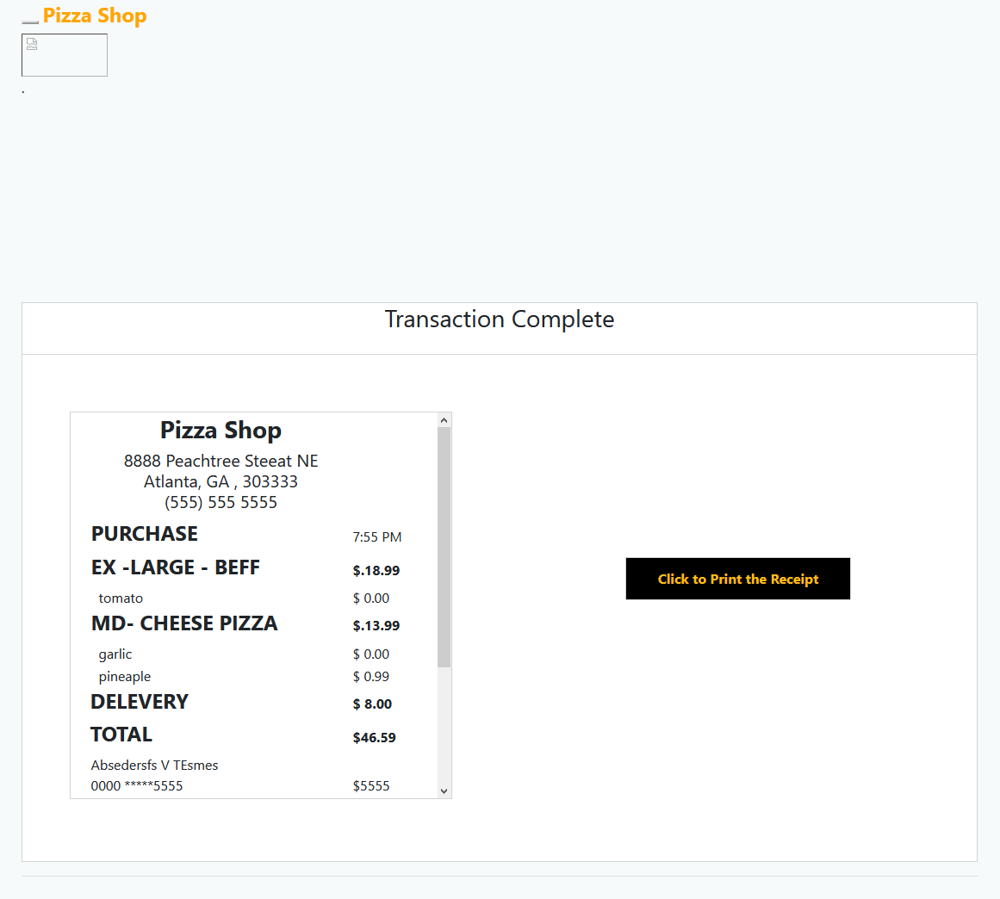 Pizza Shop
.
Transaction Complete
Pizza Shop
8888 Peachtree Steeat NE
Atlanta, GA , 303333
(555) 555 5555
PURCHASE 7:55 PM
EX -LARGE - BEFF $.18.99
tomato $ 0.00
MD- CHEESE PIZZA $.13.99
garlic $ 0.00
pineaple $ 0.99
DELEVERY $ 8.00
TOTAL $46.59
Absedersfs V TEsmes
0000 *****5555 $5555
Click to Print the Receipt